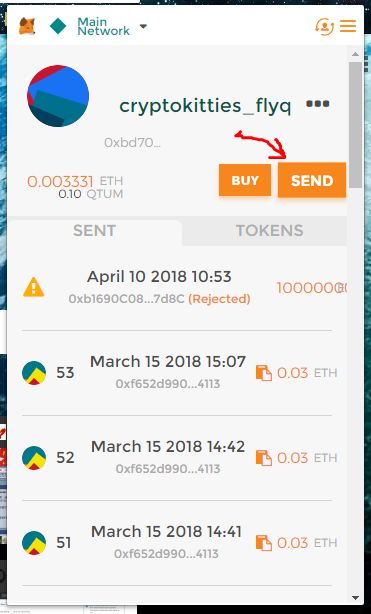 Main
Network
cryptokitties_flyq
0xbd70...
0.003331 ETH
0.10 QTUM
BUY
SEND
SENT
TOKENS
April 10 2018 10:53
0xb1690C08...7d8C (Rejected)
53
March 15 2018 15:07
0xf652d990...4113
0.03 ETH
52
March 15 2018 14:42
0xf652d990...4113
0.03 ETH
51
March 15 2018 14:41
0xf652d990...4113
0.03 ETH